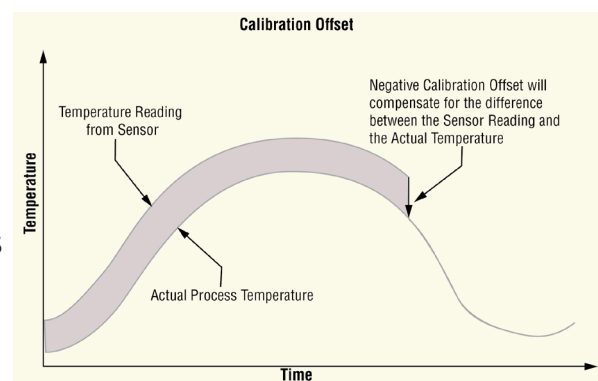 Calibration Offset
Negative Calibration Offset will
compensate for the difference
between the Sensor Reading and
the Actual Temperature
Temperature Reading
from Sensor
Temperature
Actual Process Temperature
Time